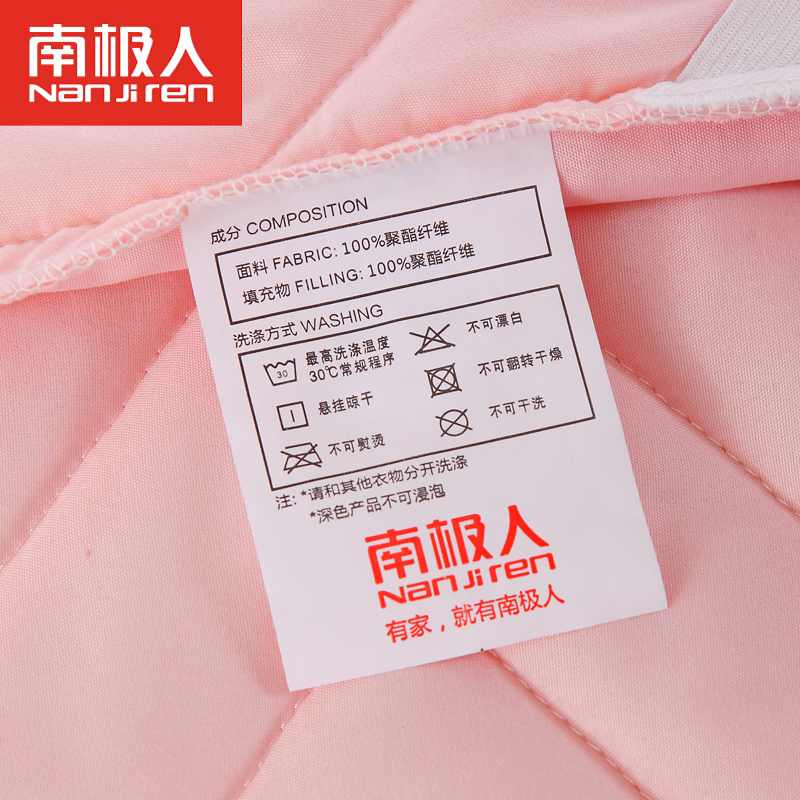 南极人
Nanjiren
成分 COMPOSITION
面料 FABRIC: 100%聚酯纤维
填充物 FILLING: 100%聚酯纤维
洗涤方式 WASHING
30
最高洗涤温度
30℃常规程序
不可漂白
悬挂晾干
不可翻转干燥
不可熨烫
不可干洗
注: *请和其他衣物分开洗涤
*深色产品不可浸泡
南极人
Nanjiren
有家，就有南极人